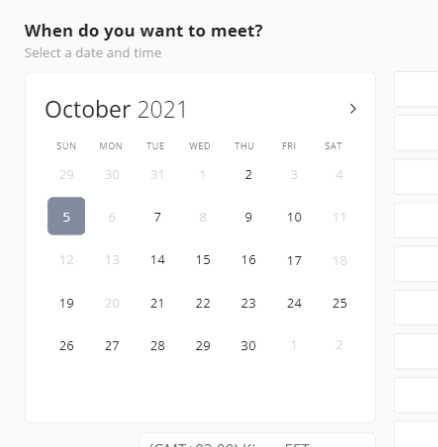 When do you want to meet?
Select a date and time
October 2021
SUN MON TUE WED THU FRI SAT
29 30 31 1 2 3 4
5 6 7 8 9 10 11
12 13 14 15 16 17 18
19 20 21 22 23 24 25
26 27 28 29 30 1 2